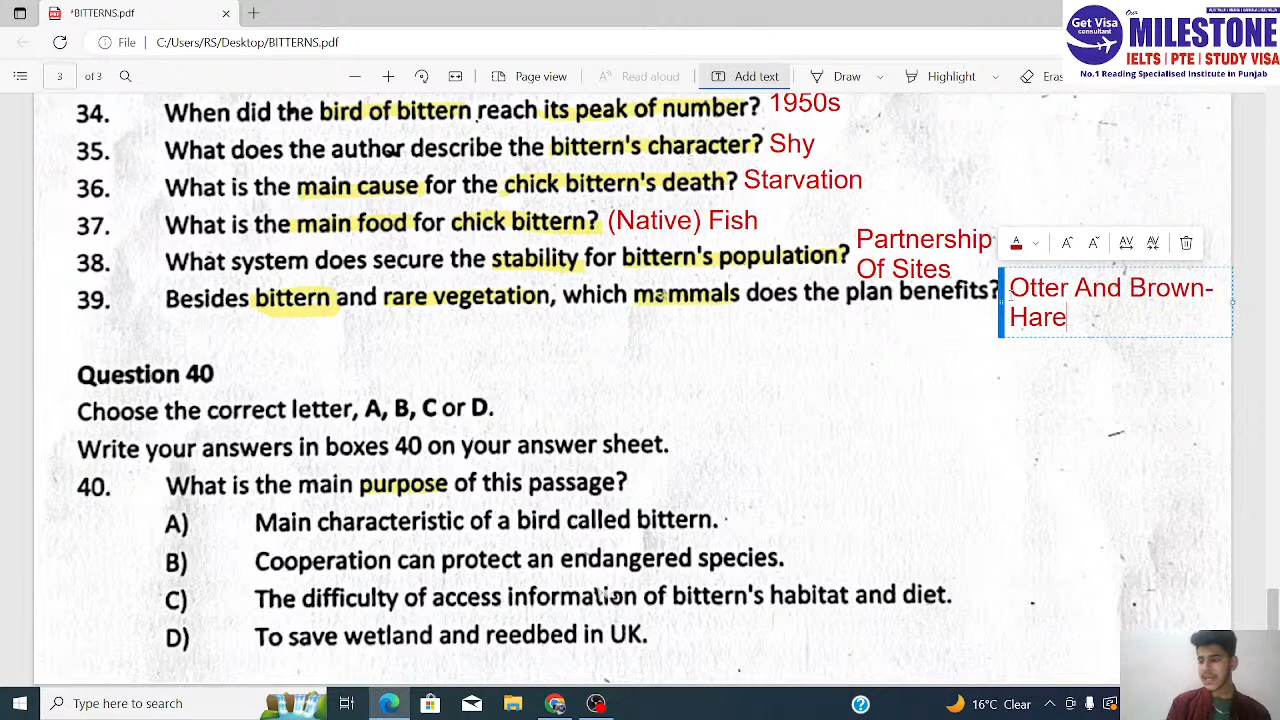 *BITTERNS.pdf
File C:/Users/RS/Desktop/BITTERNS.pdf
Get Visa consultant
Our MILESTONE
IELTS | PTE | STUDY VISA
No.1 Reading Specialised Institute in Punjab
3 of 3 Page view Read aloud Add text Draw Highlight Eras
34. When did the bird of bittern reach its peak of number? 1950s
35. What does the author describe the bittern's character? Shy
36. What is the main cause for the chick bittern's death? Starvation
37. What is the main food for chick bittern? (Native) Fish
38. What system does secure the stability for bittern's population? Partnership
Of Sites
39. Besides bittern and rare vegetation, which mammals does the plan benefits? Otter And Brown-
Hare
Question 40
Choose the correct letter, A, B, C or D.
Write your answers in boxes 40 on your answer sheet.
40. What is the main purpose of this passage?
A) Main characteristic of a bird called bittern.
B) Cooperation can protect an endangered species.
C) The difficulty of access information of bittern's habitat and diet.
D) To save wetland and reedbed in UK.
Type here to search
16°C Clear